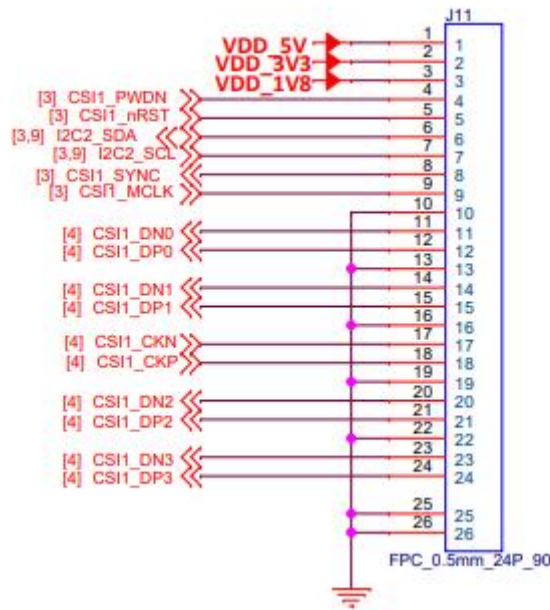 J11
VDD_5V 1 1
VDD_3V3 2 2
VDD_1V8 3 3
[3] CSI1_PWDN 4 4
[3] CSI1_nRST 5 5
[3,9] I2C2_SDA 6 6
[3,9] I2C2_SCL 7 7
[3] CSI1_SYNC 8 8
[3] CSI1_MCLK 9 9
10 10
[4] CSI1_DN0 11 11
[4] CSI1_DP0 12 12
13 13
[4] CSI1_DN1 14 14
[4] CSI1_DP1 15 15
16 16
[4] CSI1_CKN 17 17
[4] CSI1_CKP 18 18
19 19
[4] CSI1_DN2 20 20
[4] CSI1_DP2 21 21
22 22
[4] CSI1_DN3 23 23
[4] CSI1_DP3 24 24
25 25
26 26
FPC_0.5mm_24P_90